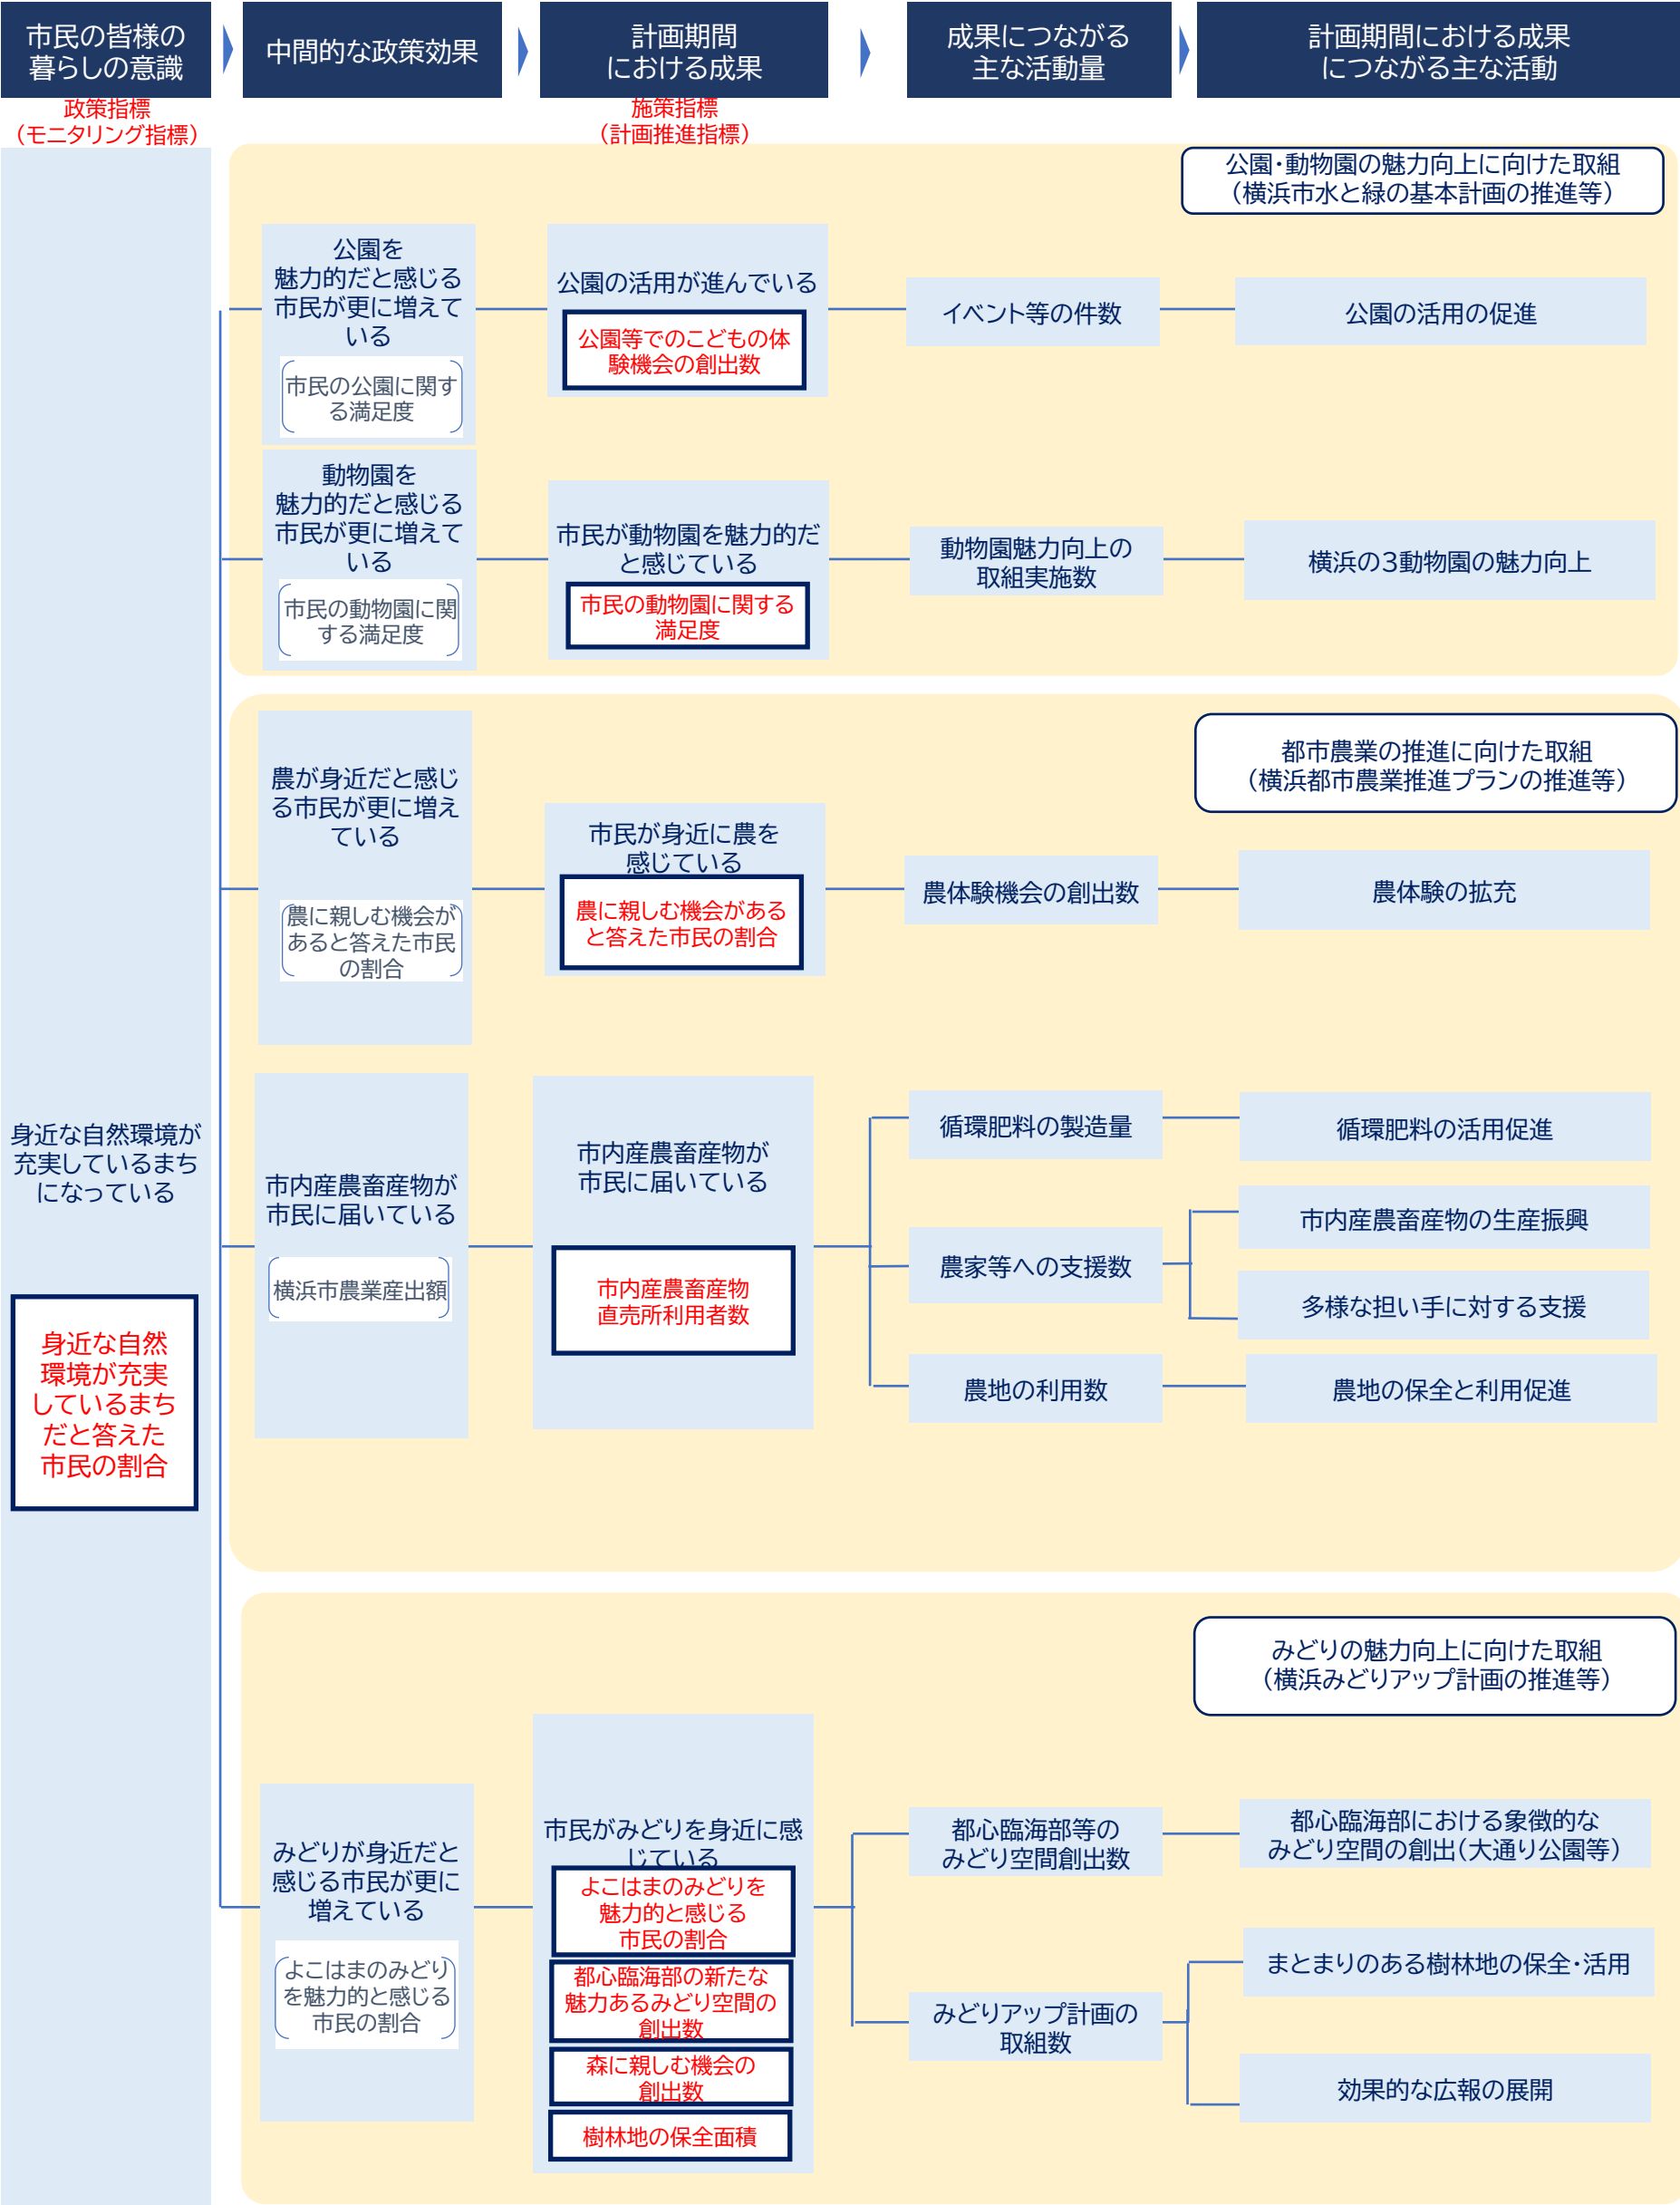 市民の皆様の
暮らしの意識
中間的な政策効果
計画期間
における成果
成果につながる
主な活動量
計画期間における成果
につながる主な活動
政策指標
（モニタリング指標）
施策指標
（計画推進指標）
公園・動物園の魅力向上に向けた取組
（横浜市水と緑の基本計画の推進等）
公園を
魅力的だと感じる
市民が更に増えて
いる
市民の公園に関す
る満足度
公園の活用が進んでいる
公園等でのこどもの体
験機会の創出数
イベント等の件数
公園の活用の促進
動物園を
魅力的だと感じる
市民が更に増えて
いる
市民の動物園に関
する満足度
市民が動物園を魅力的だ
と感じている
市民の動物園に関する
満足度
動物園魅力向上の
取組実施数
横浜の３動物園の魅力向上
都市農業の推進に向けた取組
（横浜都市農業推進プランの推進等）
農が身近だと感じ
る市民が更に増え
ている
農に親しむ機会が
あると答えた市民
の割合
市民が身近に農を
感じている
農に親しむ機会がある
と答えた市民の割合
農体験機会の創出数
農体験の拡充
身近な自然環境が
充実しているまち
になっている
身近な自然
環境が充実
しているまち
だと答えた
市民の割合
市内産農畜産物が
市民に届いている
横浜市農業産出額
市内産農畜産物が
市民に届いている
市内産農畜産物
直売所利用者数
循環肥料の製造量
循環肥料の活用促進
農家等への支援数
市内産農畜産物の生産振興
多様な担い手に対する支援
農地の利用数
農地の保全と利用促進
みどりの魅力向上に向けた取組
（横浜みどりアップ計画の推進等）
みどりが身近だと
感じる市民が更に
増えている
よこはまのみどり
を魅力的と感じる
市民の割合
市民がみどりを身近に感
じている
よこはまのみどりを
魅力的と感じる
市民の割合
都心臨海部の新たな
魅力あるみどり空間の
創出数
森に親しむ機会の
創出数
樹林地の保全面積
都心臨海部等の
みどり空間創出数
都心臨海部における象徴的な
みどり空間の創出（大通り公園等）
みどりアップ計画の
取組数
まとまりのある樹林地の保全・活用
効果的な広報の展開